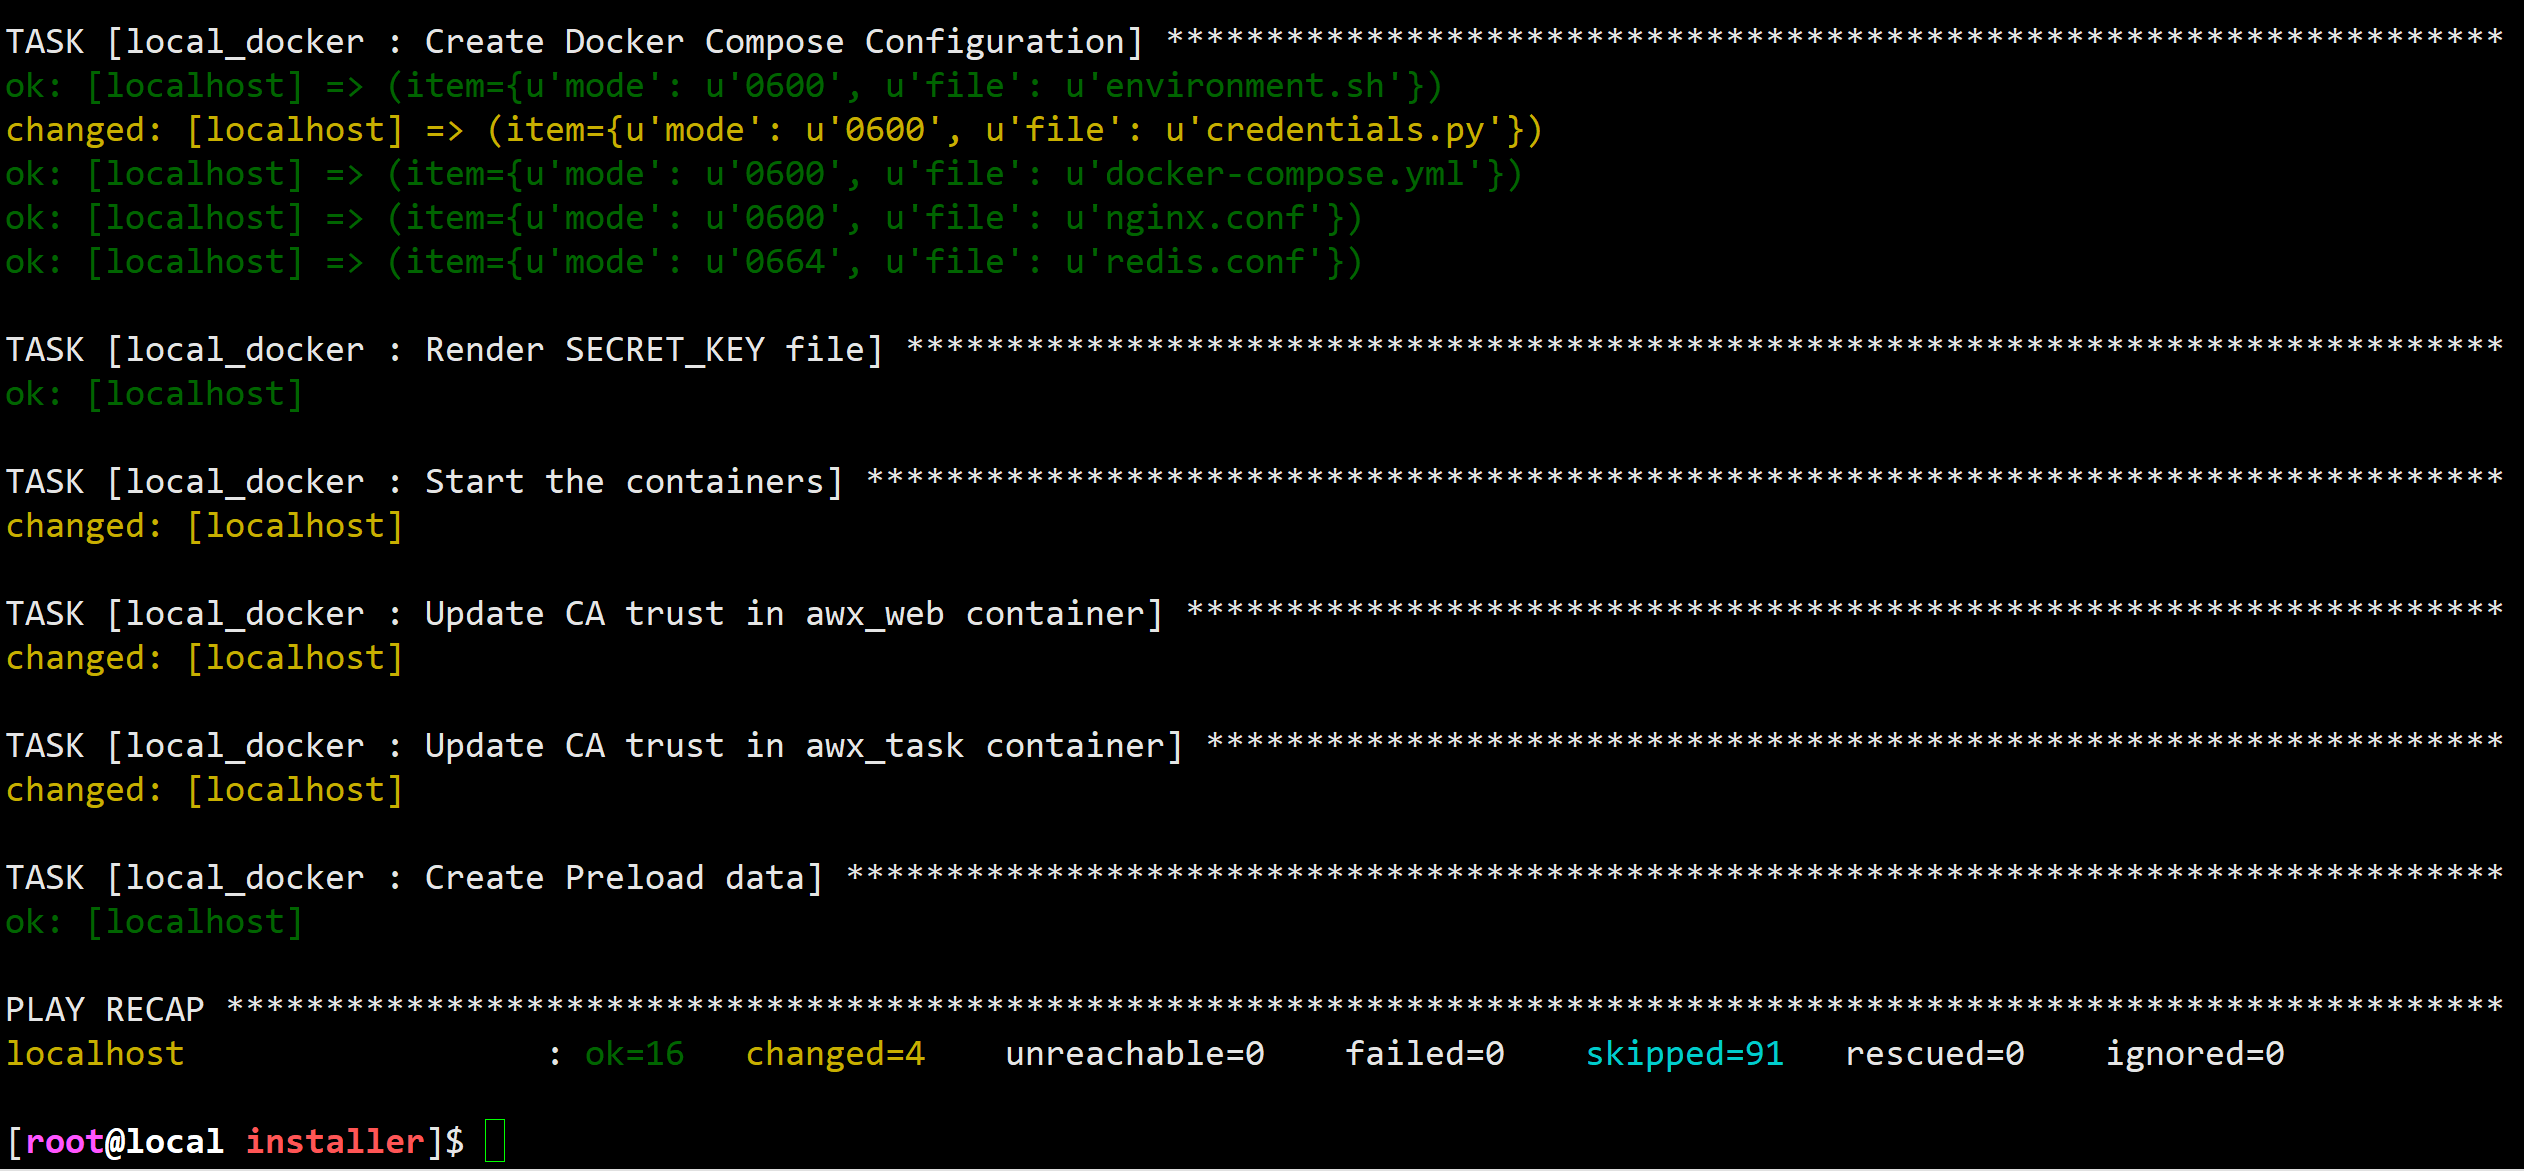 TASK [local_docker : Create Docker Compose Configuration] *******************************************************************
ok: [localhost] => (item={u'mode': u'0600', u'file': u'environment.sh'})
changed: [localhost] => (item={u'mode': u'0600', u'file': u'credentials.py'})
ok: [localhost] => (item={u'mode': u'0600', u'file': u'docker-compose.yml'})
ok: [localhost] => (item={u'mode': u'0600', u'file': u'nginx.conf'})
ok: [localhost] => (item={u'mode': u'0664', u'file': u'redis.conf'})
TASK [local_docker : Render SECRET_KEY file] ********************************************************************************
ok: [localhost]
TASK [local_docker : Start the containers] **********************************************************************************
changed: [localhost]
TASK [local_docker : Update CA trust in awx_web container] ******************************************************************
changed: [localhost]
TASK [local_docker : Update CA trust in awx_task container] *****************************************************************
changed: [localhost]
TASK [local_docker : Create Preload data] ***********************************************************************************
ok: [localhost]
PLAY RECAP ******************************************************************************************************************
localhost                  : ok=16   changed=4    unreachable=0    failed=0    skipped=91   rescued=0    ignored=0
[root@local installer]$